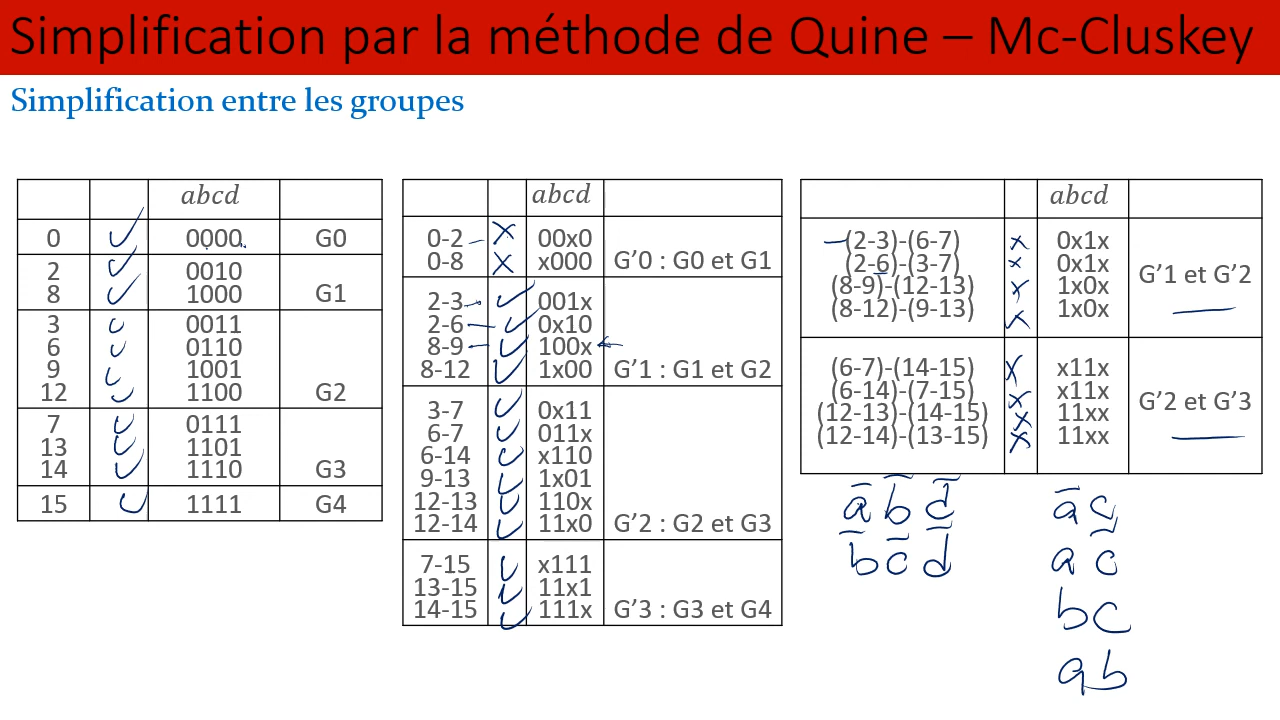 Simplification par la méthode de Quine – Mc-Cluskey
Simplification entre les groupes
abcd
0 ✓ 0000 G0
2 ✓ 0010
8 ✓ 1000 G1
3 ✓ 0011
6 ✓ 0110
9 ✓ 1001
12 ✓ 1100 G2
7 ✓ 0111
13 ✓ 1101
14 ✓ 1110 G3
15 ✓ 1111 G4
abcd
0-2 x 00x0
0-8 x x000 G’0 : G0 et G1
2-3 ✓ 001x
2-6 ✓ 0x10
8-9 ✓ 100x
8-12 ✓ 1x00 G’1 : G1 et G2
3-7 ✓ 0x11
6-7 ✓ 011x
6-14 ✓ x110
9-13 ✓ 1x01
12-13 ✓ 110x
12-14 ✓ 11x0 G’2 : G2 et G3
7-15 ✓ x111
13-15 ✓ 11x1
14-15 ✓ 111x G’3 : G3 et G4
abcd
(2-3)-(6-7) x 0x1x
(2-6)-(3-7) x 0x1x
(8-9)-(12-13) x 1x0x
(8-12)-(9-13) x 1x0x
G’1 et G’2
(6-7)-(14-15) x x11x
(6-14)-(7-15) x x11x
(12-13)-(14-15) x 11xx
(12-14)-(13-15) x 11xx
G’2 et G’3
a̅ b̅ d̅
b̅ c̅ d̅
a̅ c
a c̅
bc
ab